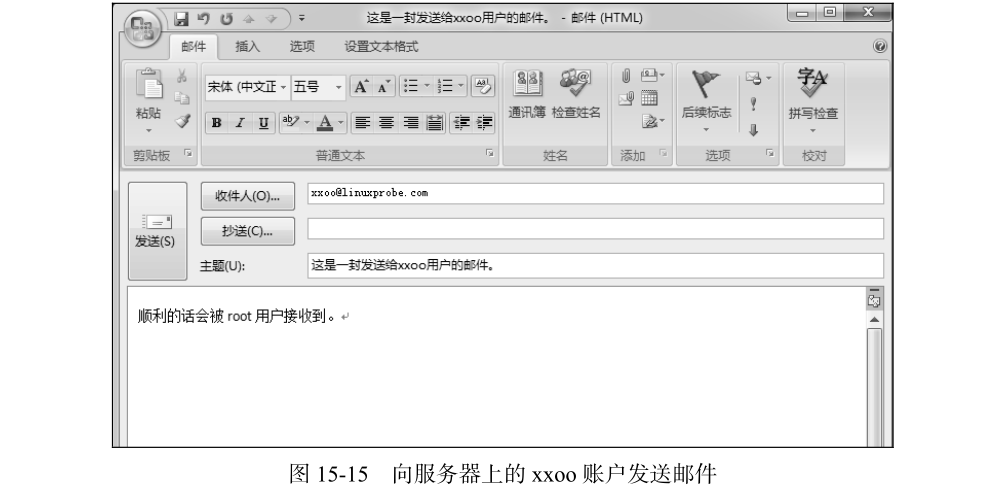 这是一封发送给xxoo用户的邮件。 - 邮件 (HTML)
邮件 插入 选项 设置文本格式
宋体 (中文正 五号
粘贴 通讯簿 检查姓名 后续标志 拼写检查
B I U ab A
剪贴板 普通文本 姓名 添加 选项 校对
收件人(O)... xxoo@linuxprobe.com
发送(S) 抄送(C)...
主题(U): 这是一封发送给xxoo用户的邮件。
顺利的话会被 root 用户接收到。
图 15-15 向服务器上的 xxoo 账户发送邮件